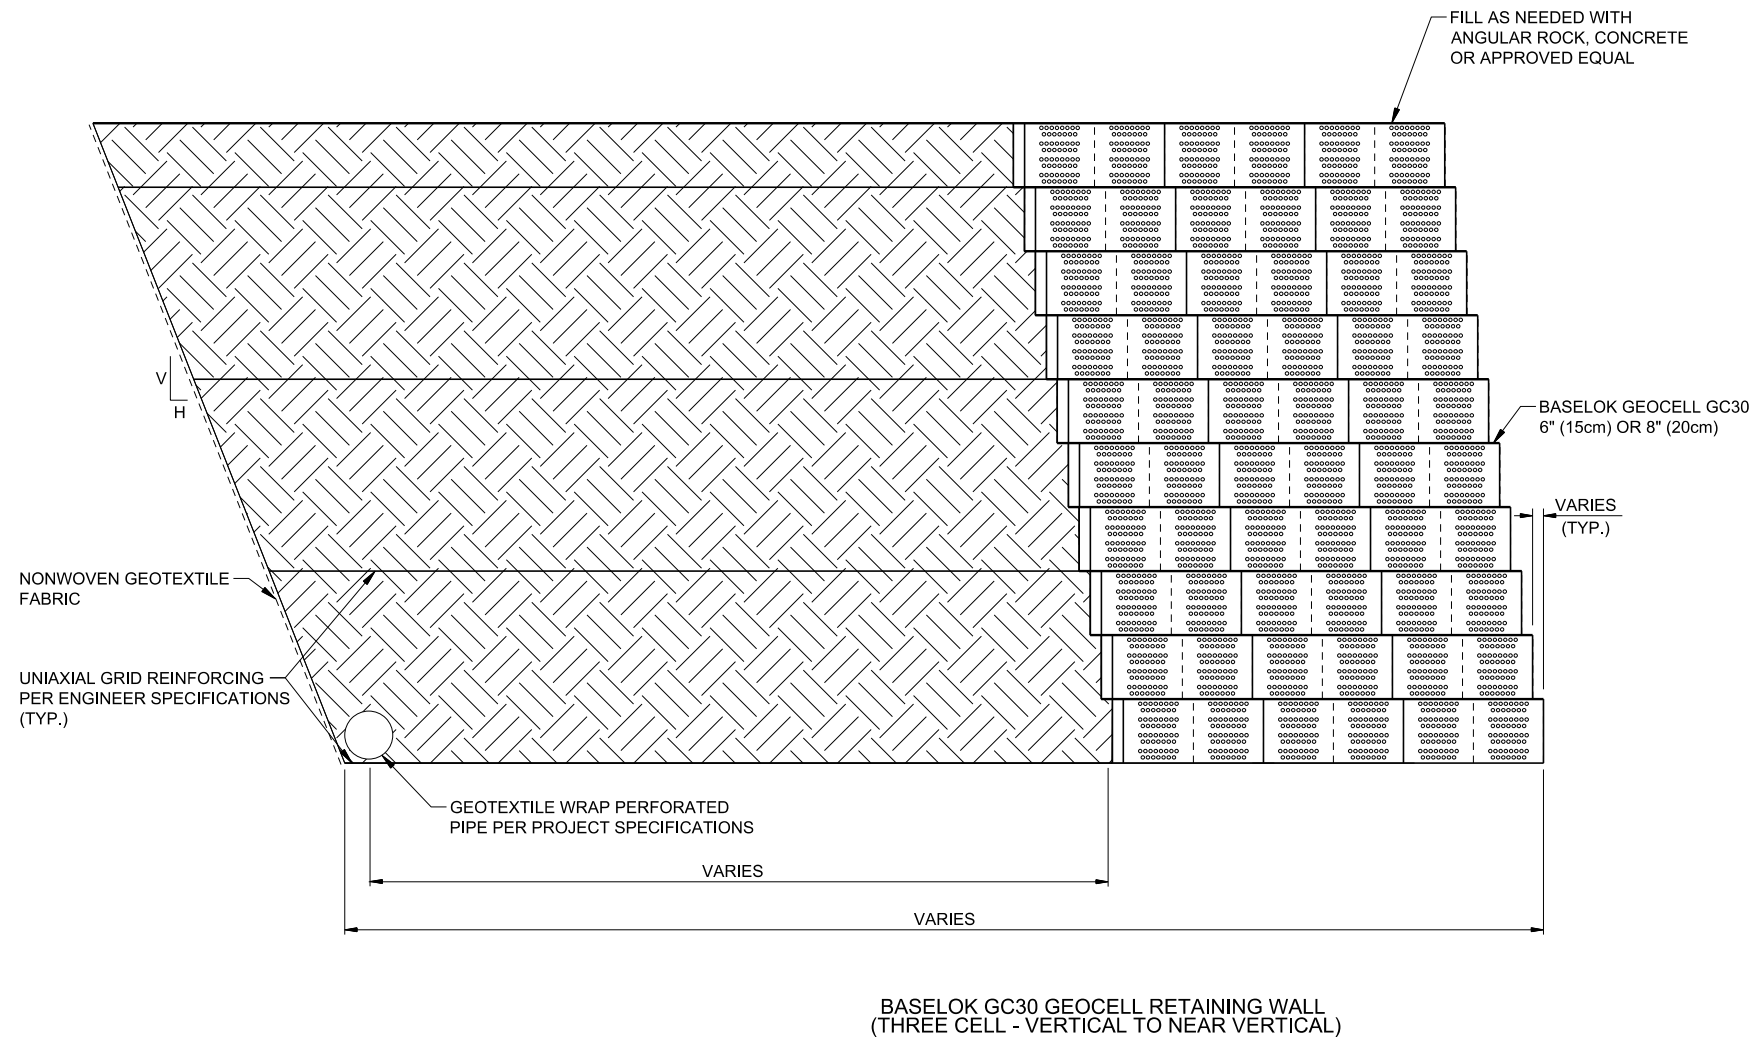 FILL AS NEEDED WITH
ANGULAR ROCK, CONCRETE
OR APPROVED EQUAL
V
H
BASELOK GEOCELL GC30
6" (15cm) OR 8" (20cm)
VARIES
(TYP.)
NONWOVEN GEOTEXTILE
FABRIC
UNIAXIAL GRID REINFORCING
PER ENGINEER SPECIFICATIONS
(TYP.)
GEOTEXTILE WRAP PERFORATED
PIPE PER PROJECT SPECIFICATIONS
VARIES
VARIES
BASELOK GC30 GEOCELL RETAINING WALL
(THREE CELL - VERTICAL TO NEAR VERTICAL)